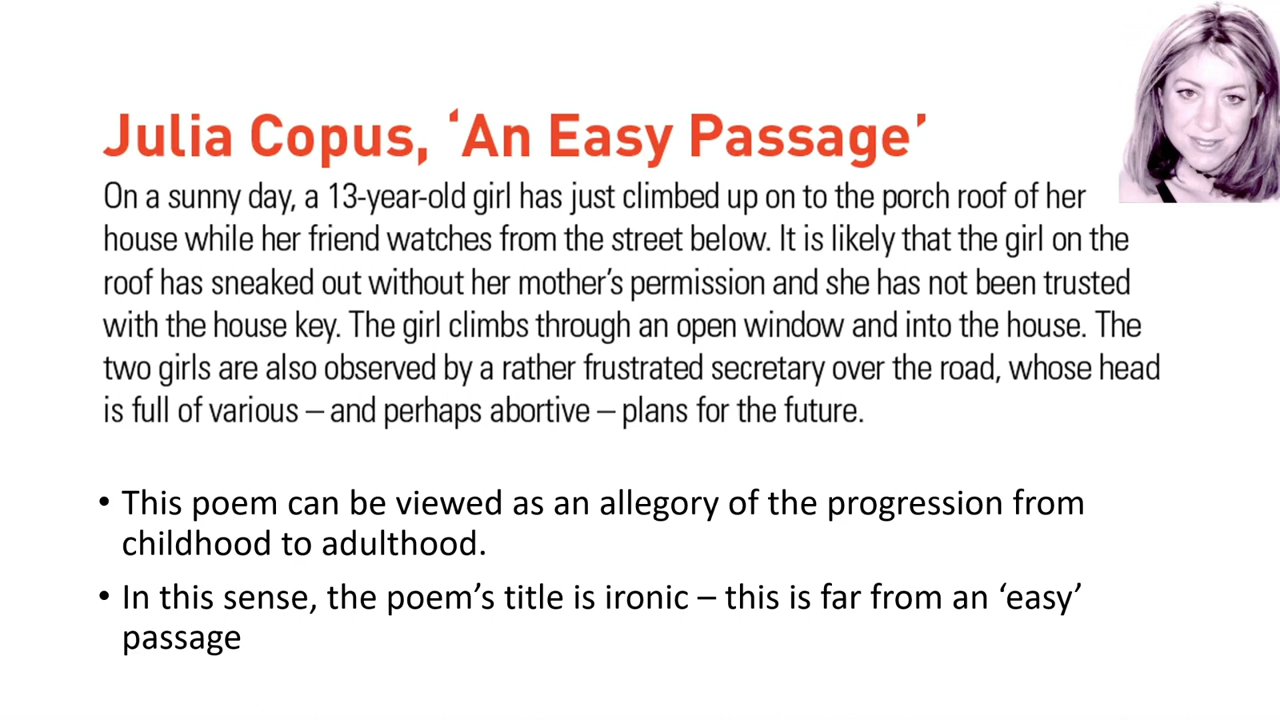 Julia Copus, ‘An Easy Passage’
On a sunny day, a 13-year-old girl has just climbed up on to the porch roof of her
house while her friend watches from the street below. It is likely that the girl on the
roof has sneaked out without her mother’s permission and she has not been trusted
with the house key. The girl climbs through an open window and into the house. The
two girls are also observed by a rather frustrated secretary over the road, whose head
is full of various – and perhaps abortive – plans for the future.
• This poem can be viewed as an allegory of the progression from
childhood to adulthood.
• In this sense, the poem’s title is ironic – this is far from an ‘easy’
passage